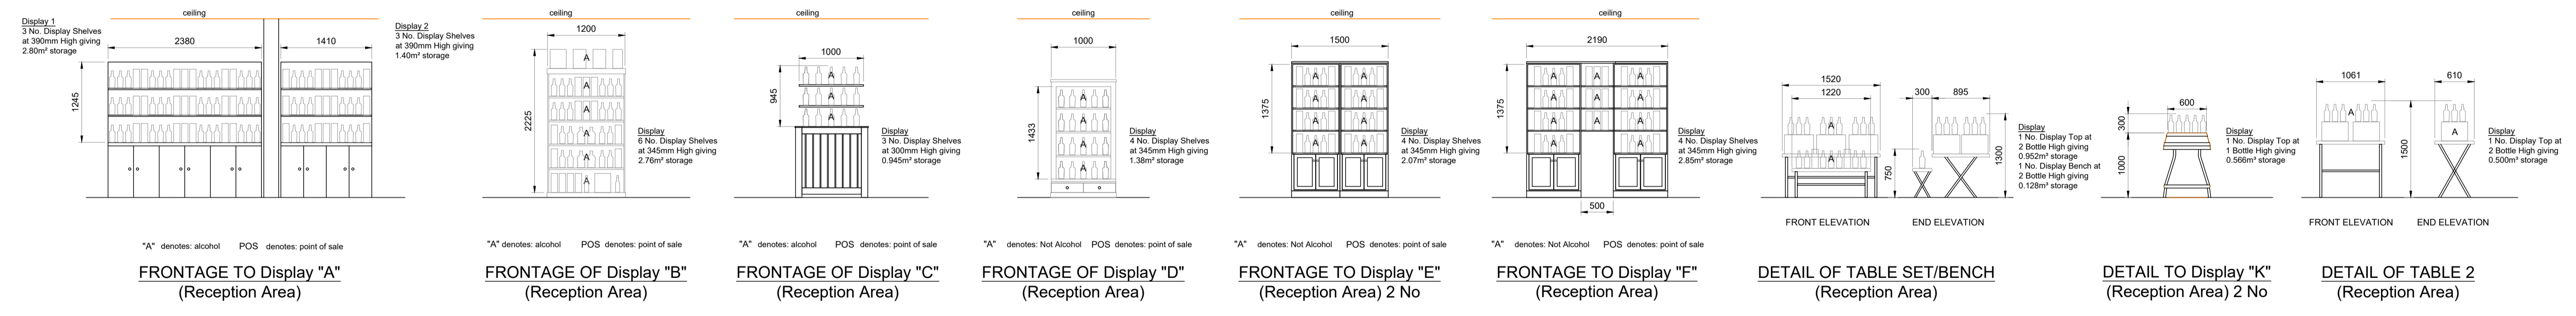 Display 1
3 No. Display Shelves
at 390mm High giving
2.80m² storage
ceiling
2380
1410
1245
"A" denotes: alcohol POS denotes: point of sale
FRONTAGE TO Display "A"
(Reception Area)
Display 2
3 No. Display Shelves
at 390mm High giving
1.40m² storage
ceiling
1200
A
A
A
A
A
A
2225
Display
6 No. Display Shelves
at 345mm High giving
2.76m² storage
"A" denotes: alcohol POS denotes: point of sale
FRONTAGE OF Display "B"
(Reception Area)
ceiling
1000
A
A
A
945
Display
3 No. Display Shelves
at 300mm High giving
0.945m² storage
"A" denotes: alcohol POS denotes: point of sale
FRONTAGE OF Display "C"
(Reception Area)
ceiling
1000
A
A
A
A
1433
Display
4 No. Display Shelves
at 345mm High giving
1.38m² storage
"A" denotes: Not Alcohol POS denotes: point of sale
FRONTAGE OF Display "D"
(Reception Area)
ceiling
1500
A A
A A
A A
A A
1375
Display
4 No. Display Shelves
at 345mm High giving
2.07m² storage
"A" denotes: Not Alcohol POS denotes: point of sale
FRONTAGE TO Display "E"
(Reception Area) 2 No
ceiling
2190
A A A
A A A
A A A
A A
1375
500
Display
4 No. Display Shelves
at 345mm High giving
2.85m² storage
"A" denotes: Not Alcohol POS denotes: point of sale
FRONTAGE TO Display "F"
(Reception Area)
1520
1220
A
A
300
895
750
1300
Display
1 No. Display Top at
2 Bottle High giving
0.952m³ storage
1 No. Display Bench at
2 Bottle High giving
0.128m³ storage
FRONT ELEVATION
END ELEVATION
DETAIL OF TABLE SET/BENCH
(Reception Area)
600
300
1000
Display
1 No. Display Top at
1 Bottle High giving
0.566m³ storage
DETAIL TO Display "K"
(Reception Area) 2 No
1061
A
610
A
1500
Display
1 No. Display Top at
2 Bottle High giving
0.500m³ storage
FRONT ELEVATION
END ELEVATION
DETAIL OF TABLE 2
(Reception Area)